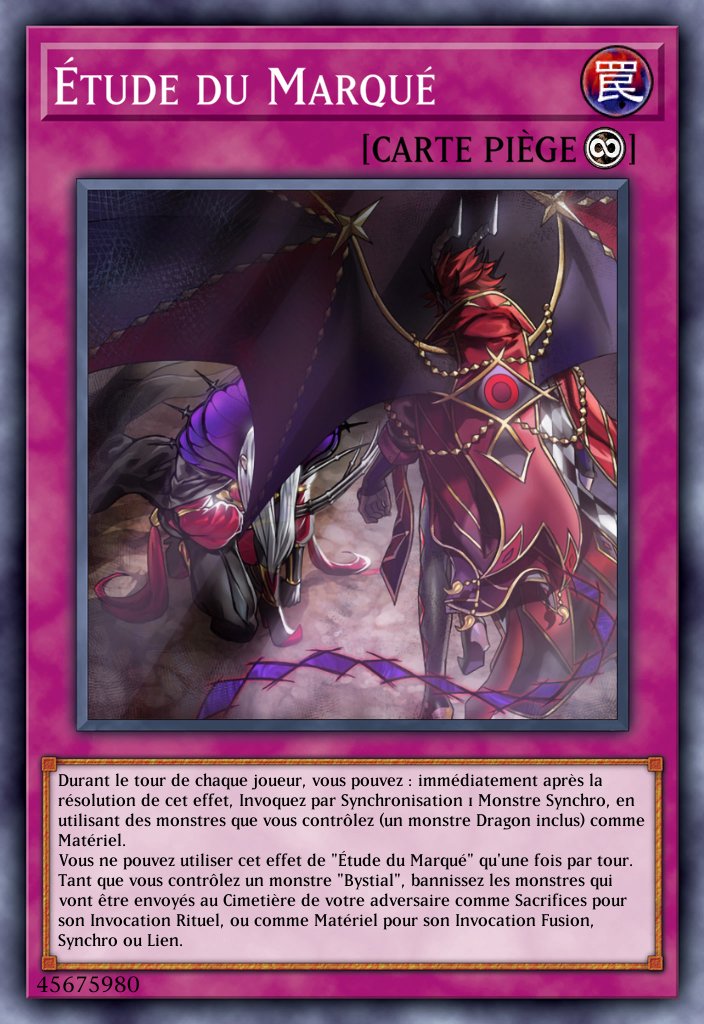 Étude du Marqué
罠
[CARTE PIÈGE ]
Durant le tour de chaque joueur, vous pouvez : immédiatement après la
résolution de cet effet, Invoquez par Synchronisation 1 Monstre Synchro, en
utilisant des monstres que vous contrôlez (un monstre Dragon inclus) comme
Matériel.
Vous ne pouvez utiliser cet effet de "Étude du Marqué" qu'une fois par tour.
Tant que vous contrôlez un monstre "Bystial", bannissez les monstres qui
vont être envoyés au Cimetière de votre adversaire comme Sacrifices pour
son Invocation Rituel, ou comme Matériel pour son Invocation Fusion,
Synchro ou Lien.
45675980